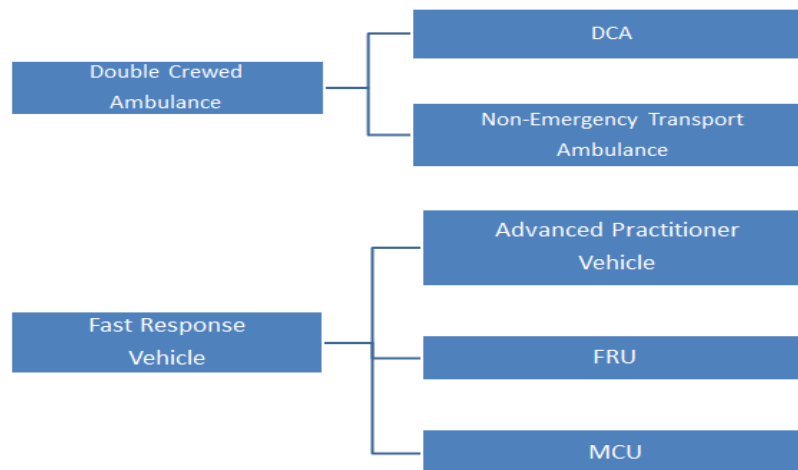 Double Crewed
Ambulance
DCA
Non-Emergency Transport
Ambulance
Fast Response
Vehicle
Advanced Practitioner
Vehicle
FRU
MCU